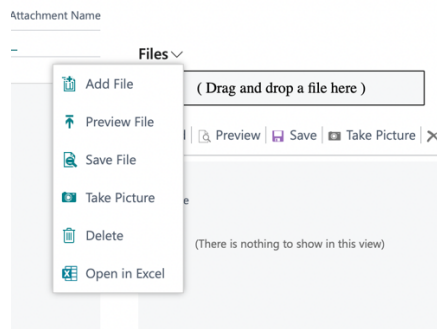 Attachment Name
Files
Add File
( Drag and drop a file here )
Preview File
Preview
Save
Take Picture
Save File
Take Picture
Delete
(There is nothing to show in this view)
Open in Excel